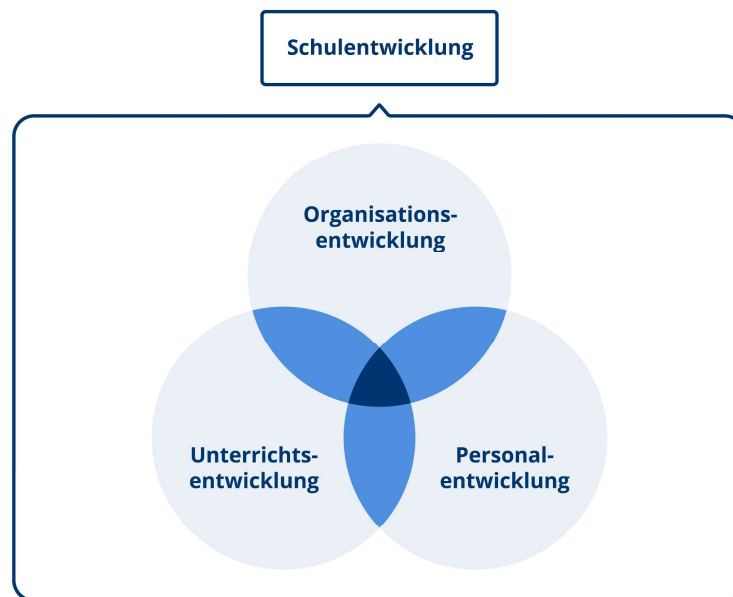 Schulentwicklung
Organisations-
entwicklung
Unterrichts-
entwicklung
Personal-
entwicklung